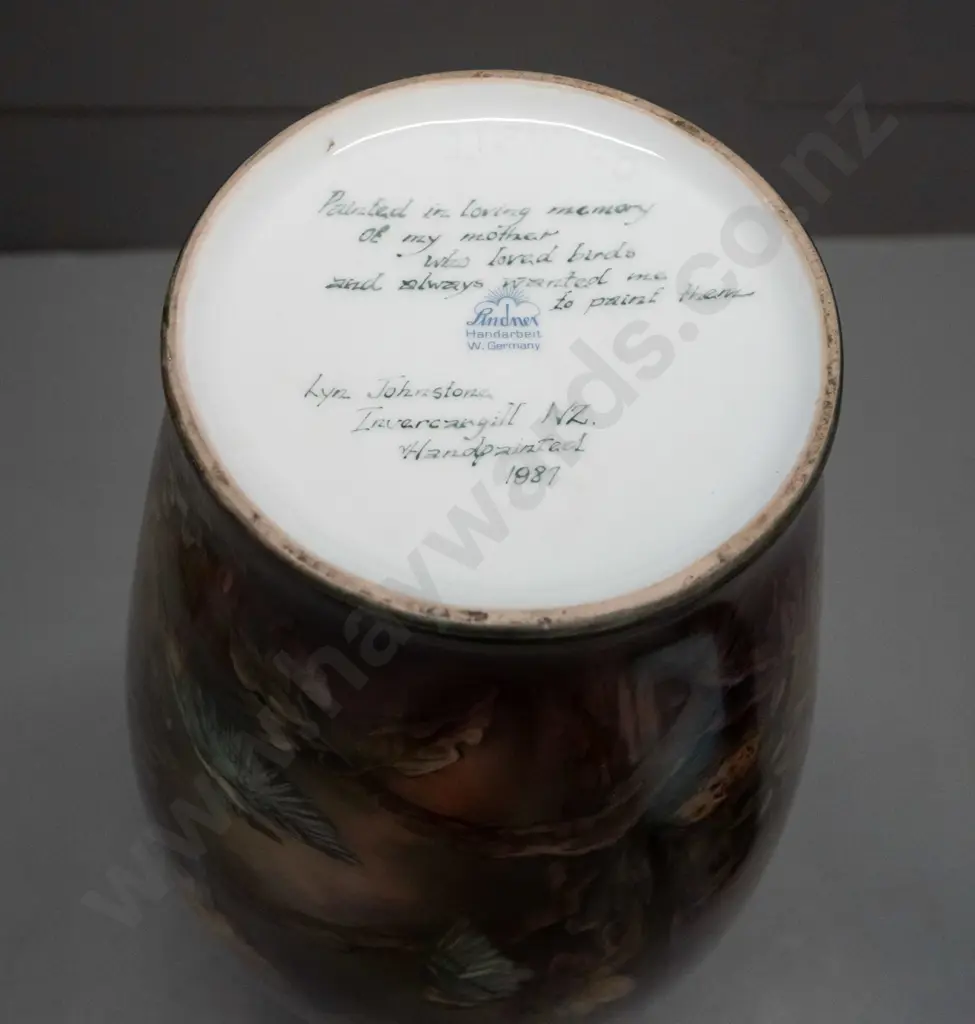 Painted in loving memory
of my mother
who loved birds
and always wanted me
to paint them
Lindner
Handarbeit
W. Germany
Lyn Johnstone
Invercargill NZ.
Handpainted
1987
www.haywards.co.nz